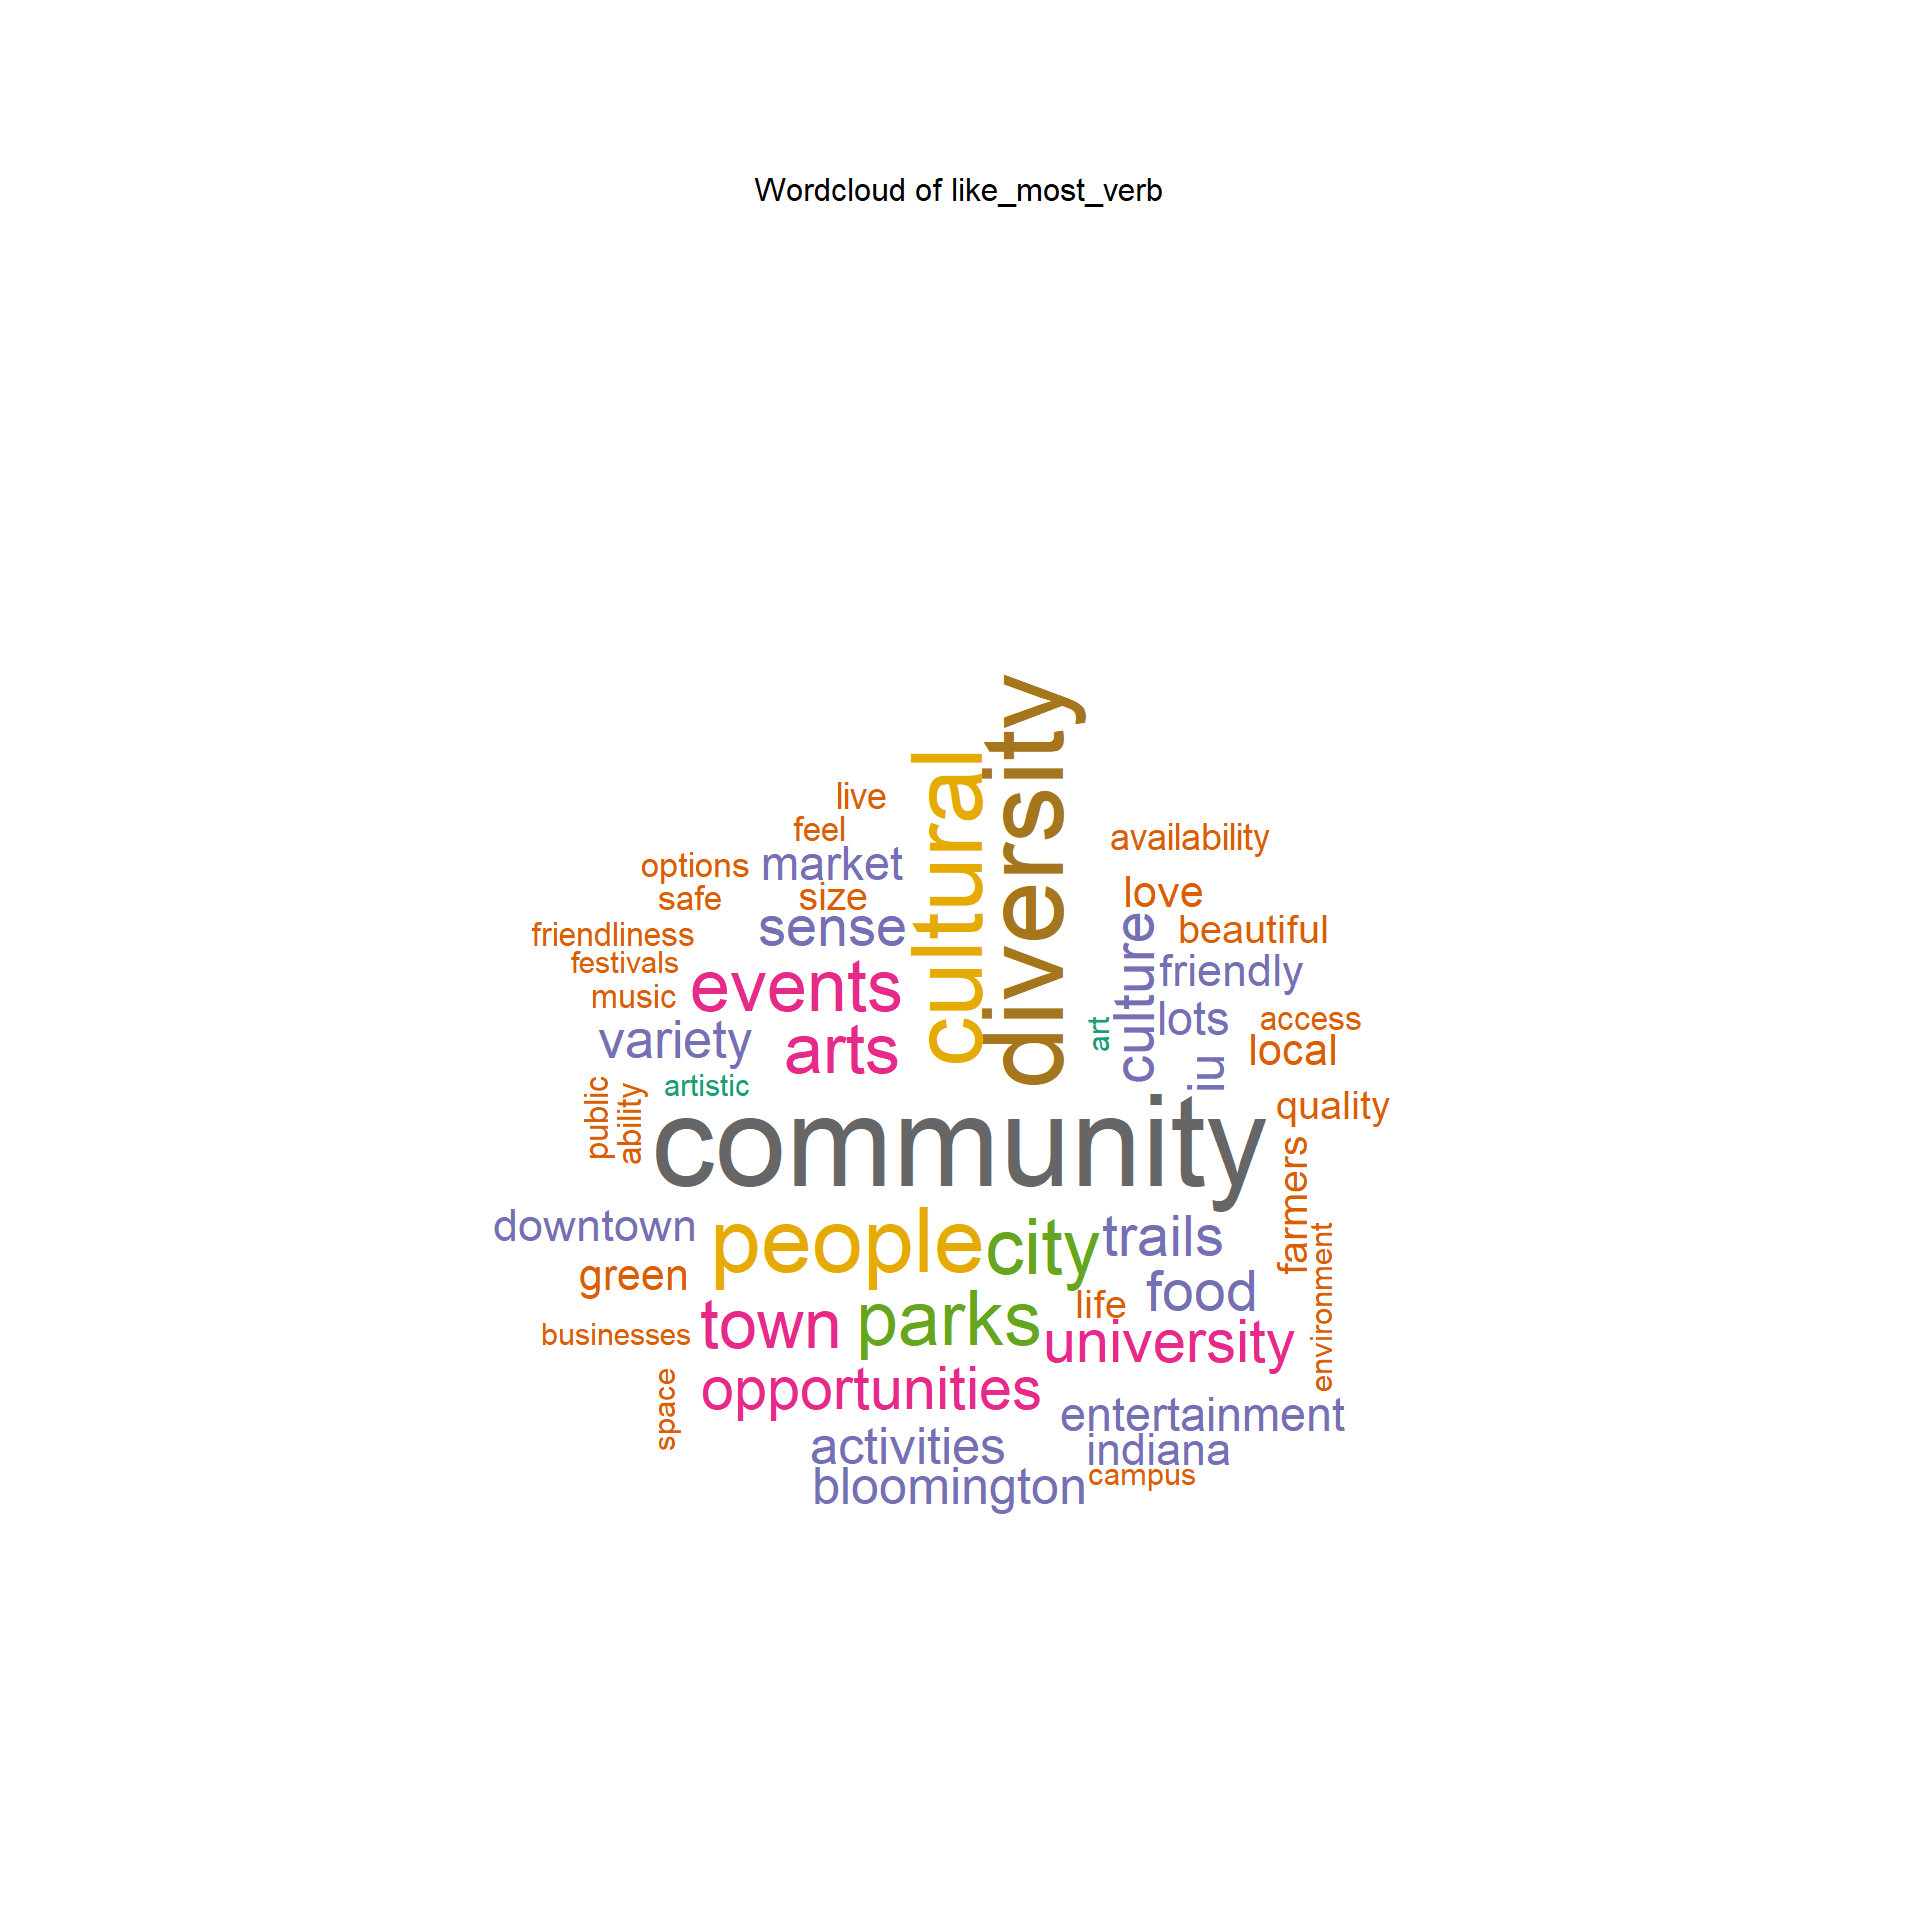 Wordcloud of like_most_verb
diversity
cultural
live
feel
availability
options
market
safe
size
love
friendliness
sense
beautiful
festivals
culture
friendly
music
events
art
lots
access
variety
arts
iu
local
public
ability
artistic
community
quality
farmers
downtown
people
city
trails
environment
green
life
food
businesses
town
parks
university
space
opportunities
entertainment
activities
indiana
bloomington
campus